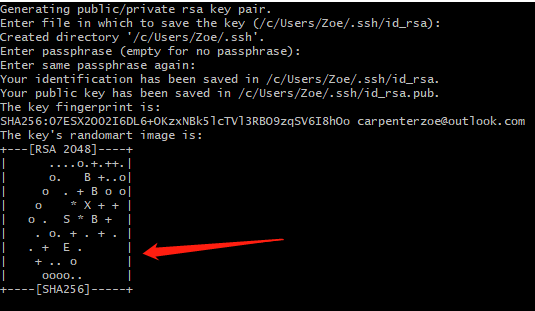 Generating public/private rsa key pair.
Enter file in which to save the key (/c/Users/Zoe/.ssh/id_rsa):
Created directory '/c/Users/Zoe/.ssh'.
Enter passphrase (empty for no passphrase):
Enter same passphrase again:
Your identification has been saved in /c/Users/Zoe/.ssh/id_rsa.
Your public key has been saved in /c/Users/Zoe/.ssh/id_rsa.pub.
The key fingerprint is:
SHA256:O7ESX2OO2I6DL6+OKzxNBk5lcTVl3RBO9zqSV6I8hOo carpenterzoe@outlook.com
The key's randomart image is:
+---[RSA 2048]----+
|      ....o.+.++.|
|      o.   B +..o|
|     o  . + B o o|
|    o    * X + + |
|   o .  S * B +  |
|    . o. + . + . |
|   . +  E .      |
|    + .. o       |
|     oooo..      |
+----[SHA256]-----+